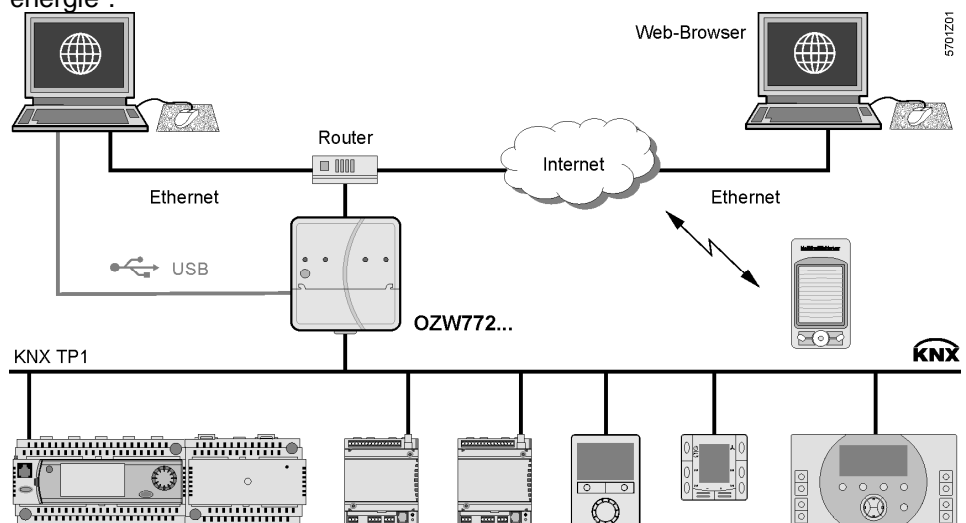 énergie".
Web-Browser
5701Z01
Router
Internet
Ethernet
Ethernet
USB
OZW772...
KNX TP1
KNX